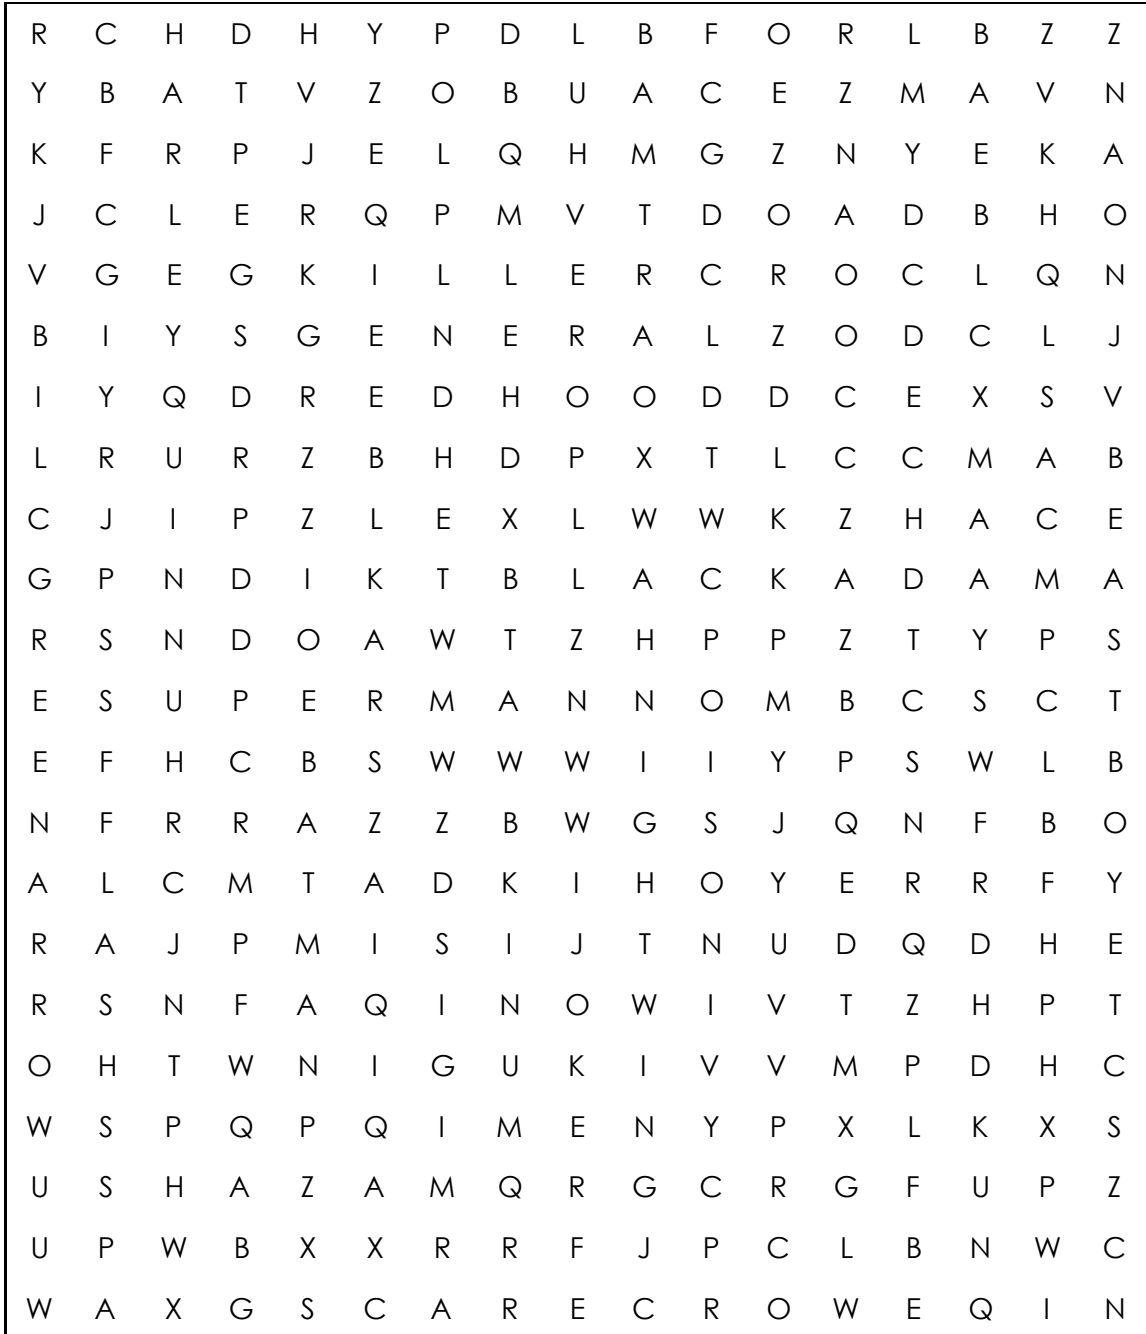 R C H D H Y P D L B F O R L B Z Z
Y B A T V Z O B U A C E Z M A V N
K F R P J E L Q H M G Z N Y E K A
J C L E R Q P M V T D O A D B H O
V G E G K I L L E R C R O C L Q N
B I Y S G E N E R A L Z O D C L J
I Y Q D R E D H O O D D C E X S V
L R U R Z B H D P X T L C C M A B
C J I P Z L E X L W W K Z H A C E
G P N D I K T B L A C K A D A M A
R S N D O A W T Z H P P Z T Y P S
E S U P E R M A N N O M B C S C T
E F H C B S W W W I I Y P S W L B
N F R R A Z Z B W G S J Q N F B O
A L C M T A D K I H O Y E R R F Y
R A J P M I S I J T N U D Q D H E
R S N F A Q I N O W I V T Z H P T
O H T W N I G U K I V V M P D H C
W S P Q P Q I M E N Y P X L K X S
U S H A Z A M Q R G C R G F U P Z
U P W B X X R R F J P C L B N W C
W A X G S C A R E C R O W E Q I N